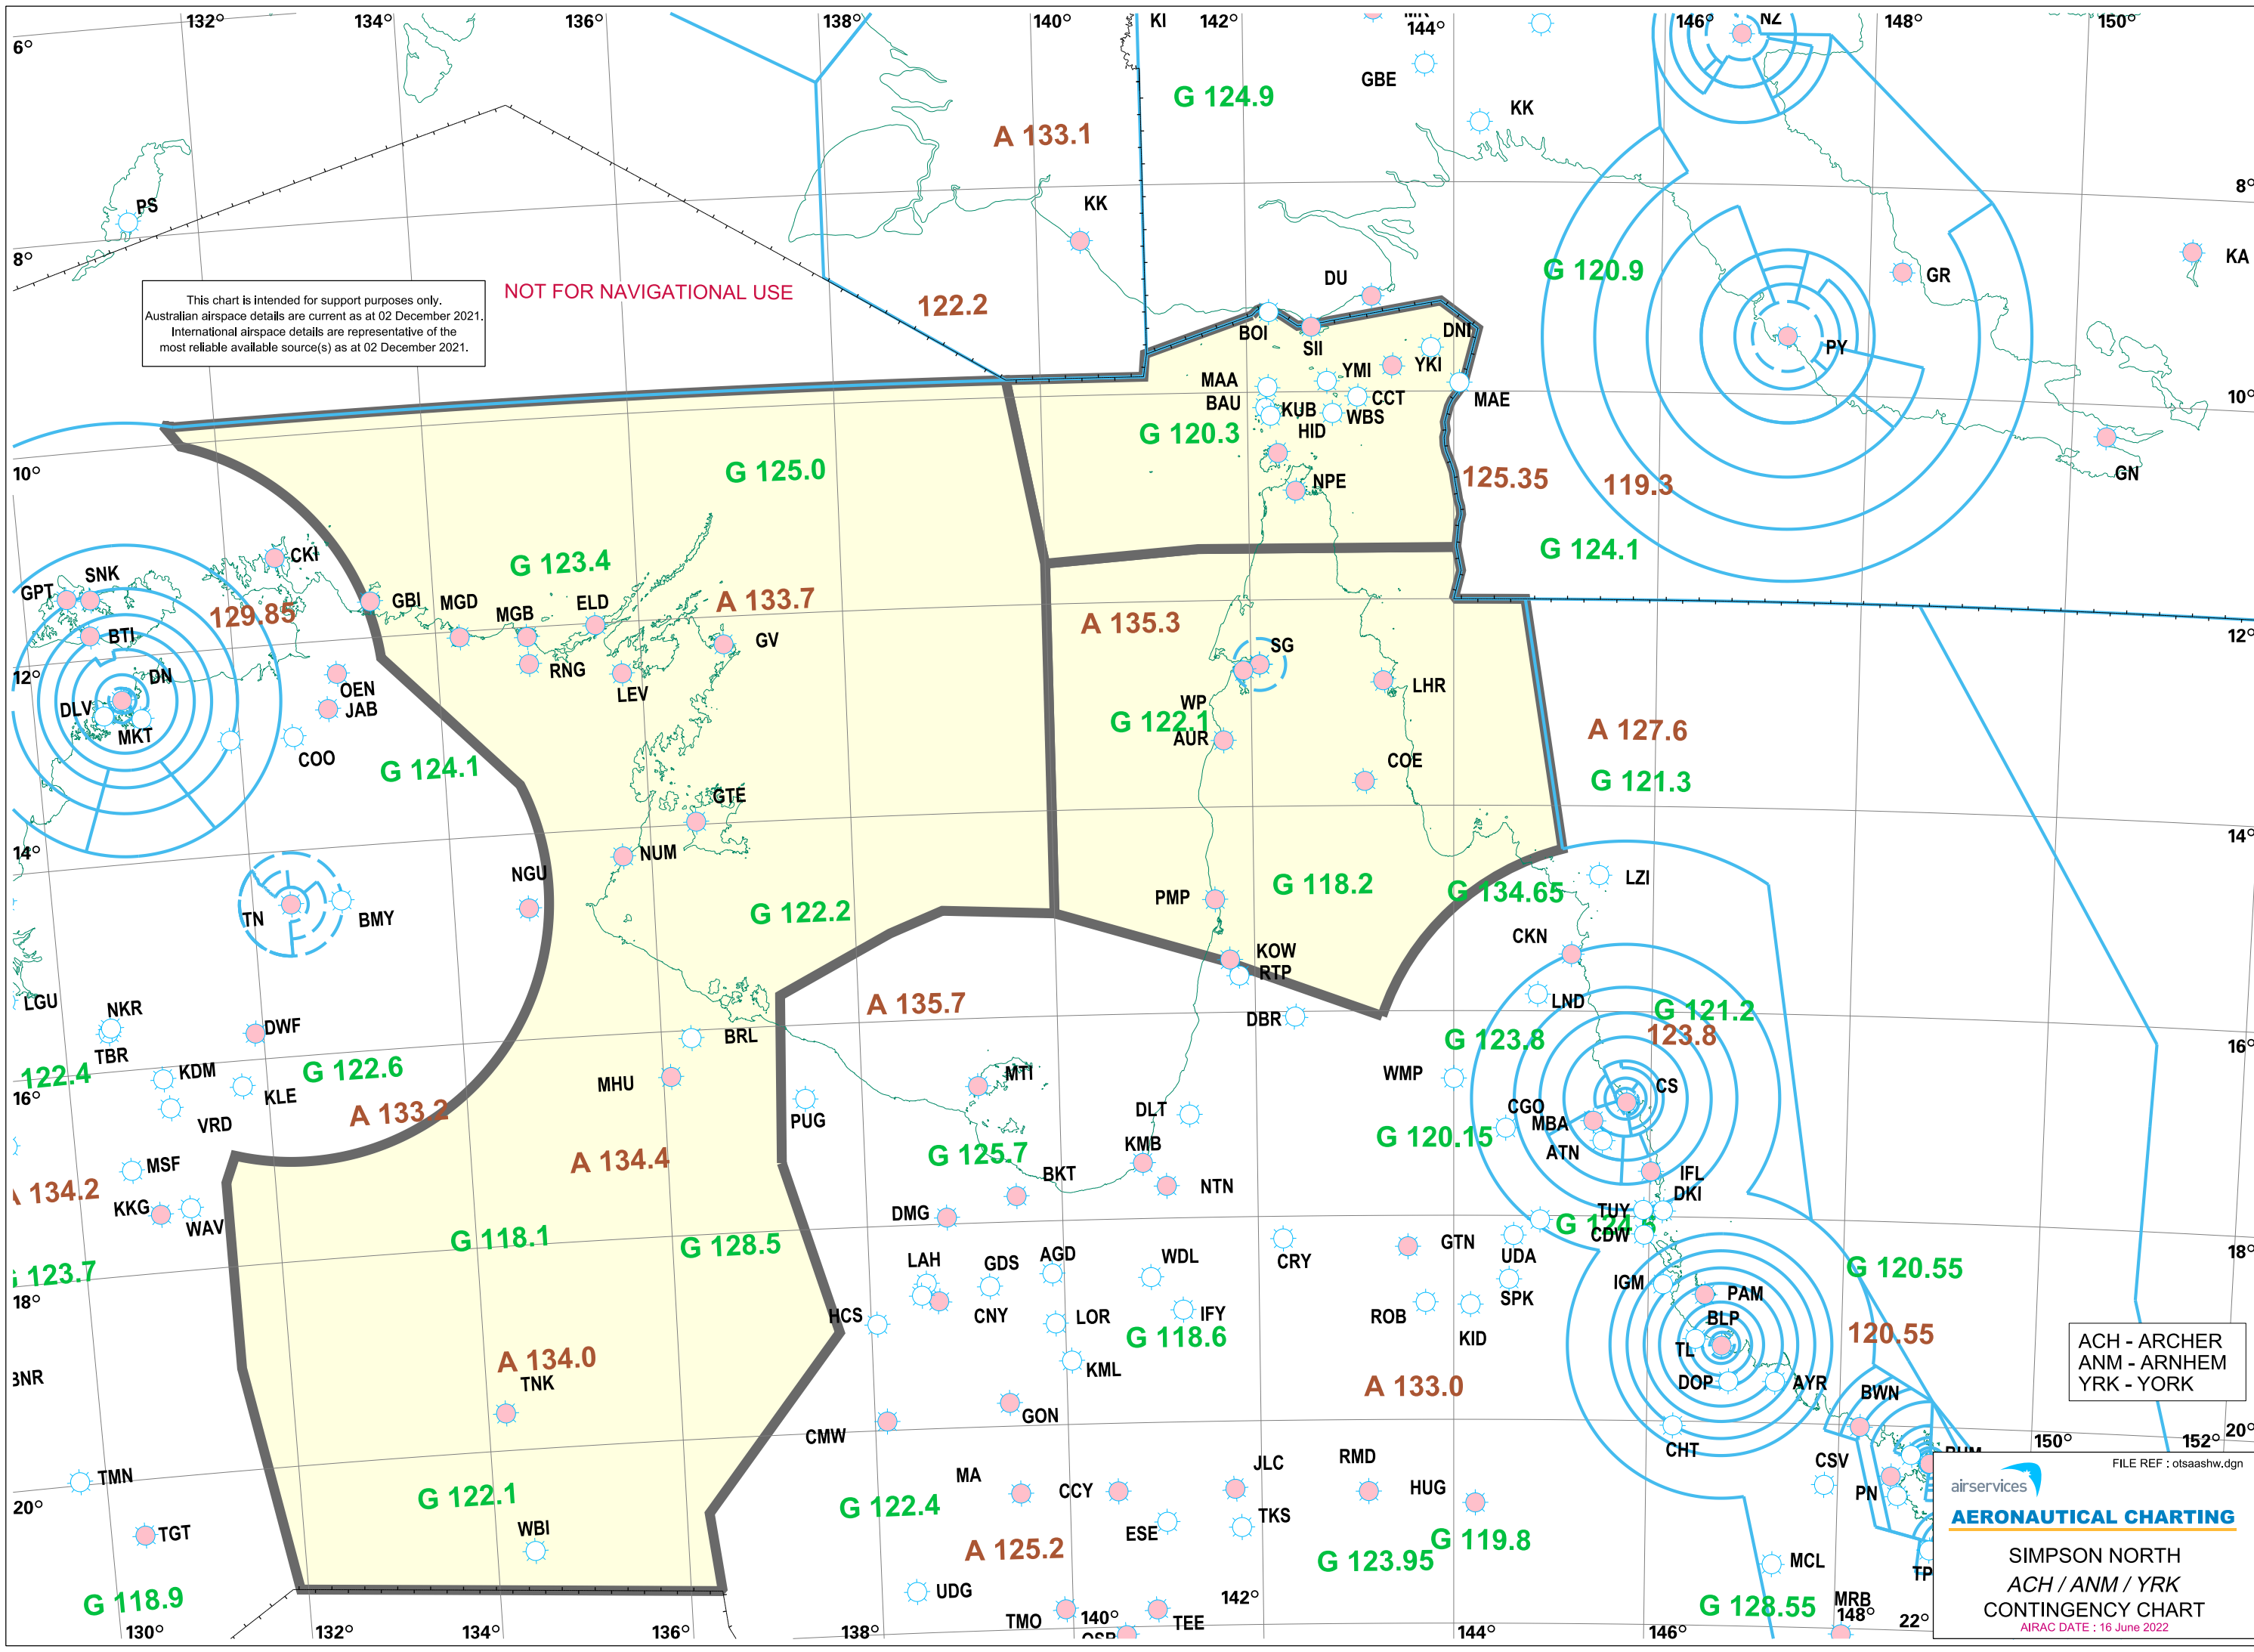 132°
134°
136°
138°
140°
KI
142°
144°
146°
NZ
148°
150°
6°
GBE
G 124.9
A 133.1
KK
PS
KK
8°
8°
This chart is intended for support purposes only.
Australian airspace details are current as at 02 December 2021.
International airspace details are representative of the
most reliable available source(s) as at 02 December 2021.
NOT FOR NAVIGATIONAL USE
122.2
DU
G 120.9
GR
KA
BOI
SII
DNI
PY
MAA
YMI
YKI
BAU
CCT
MAE
10°
KUB
WBS
G 120.3
HID
10°
G 125.0
NPE
125.35
119.3
GN
CKI
G 123.4
G 124.1
GPT
SNK
GBI
MGD
MGB
ELD
A 133.7
129.85
BTI
A 135.3
12°
RNG
GV
SG
12°
DN
OEN
LEV
LHR
DLV
JAB
WP
G 122.1
A 127.6
MKT
COO
AUR
G 124.1
COE
G 121.3
GTE
14°
14°
NUM
NGU
LZI
G 118.2
G 134.65
PMP
TN
BMY
G 122.2
CKN
KOW
RTP
LGU
NKR
A 135.7
LND
G 121.2
DWF
DBR
TBR
BRL
G 123.8
123.8
16°
122.4
KDM
G 122.6
MTI
WMP
MHU
CS
16°
KLE
PUG
DLT
CGO
VRD
A 133.2
MBA
KMB
G 120.15
ATN
G 125.7
MSF
A 134.4
BKT
IFL
134.2
NTN
DKI
KKG
WAV
DMG
TUY
CDW
G 118.1
G 128.5
AGD
WDL
CRY
GTN
UDA
18°
G 123.7
LAH
GDS
IGM
G 120.55
18°
HCS
CNY
LOR
IFY
ROB
SPK
PAM
KID
BLP
G 118.6
TL
120.55
ACH - ARCHER
ANM - ARNHEM
YRK - YORK
A 134.0
KML
TNK
A 133.0
DOP
AYR
BWN
GON
CMW
CHT
150°
152°
20°
TMN
MA
CCY
JLC
RMD
HUG
CSV
PN
G 122.1
G 122.4
20°
WBI
ESE
TKS
TGT
A 125.2
G 123.95
G 119.8
MCL
UDG
G 118.9
TMO
140°
TEE
142°
G 128.55
MRB
130°
132°
134°
136°
138°
144°
146°
148°
22°
FILE REF : otsaashw.dgn
airservices
AERONAUTICAL CHARTING
SIMPSON NORTH
ACH / ANM / YRK
CONTINGENCY CHART
AIRAC DATE : 16 June 2022